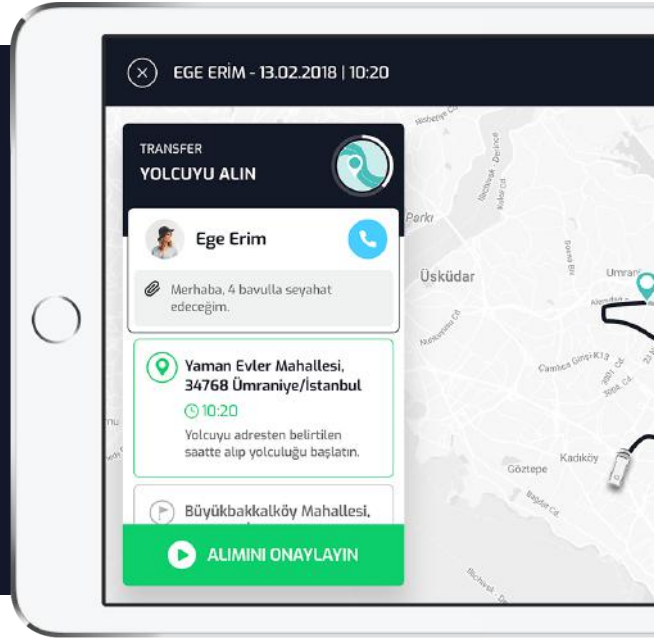 EGE ERİM - 13.02.2018 | 10:20
TRANSFER
YOLCUYU ALIN
Ege Erim
Merhaba, 4 bavulla seyahat
edeceğim.
Yaman Evler Mahallesi,
34768 Ümraniye/İstanbul
10:20
Yolcuyu adresten belirtilen
saatte alıp yolculuğu başlatın.
Büyükbakkalköy Mahallesi,
ALIMINI ONAYLAYIN
Parkı
Üsküdar
Kadıköy
Göztepe
Bağdat Cd.